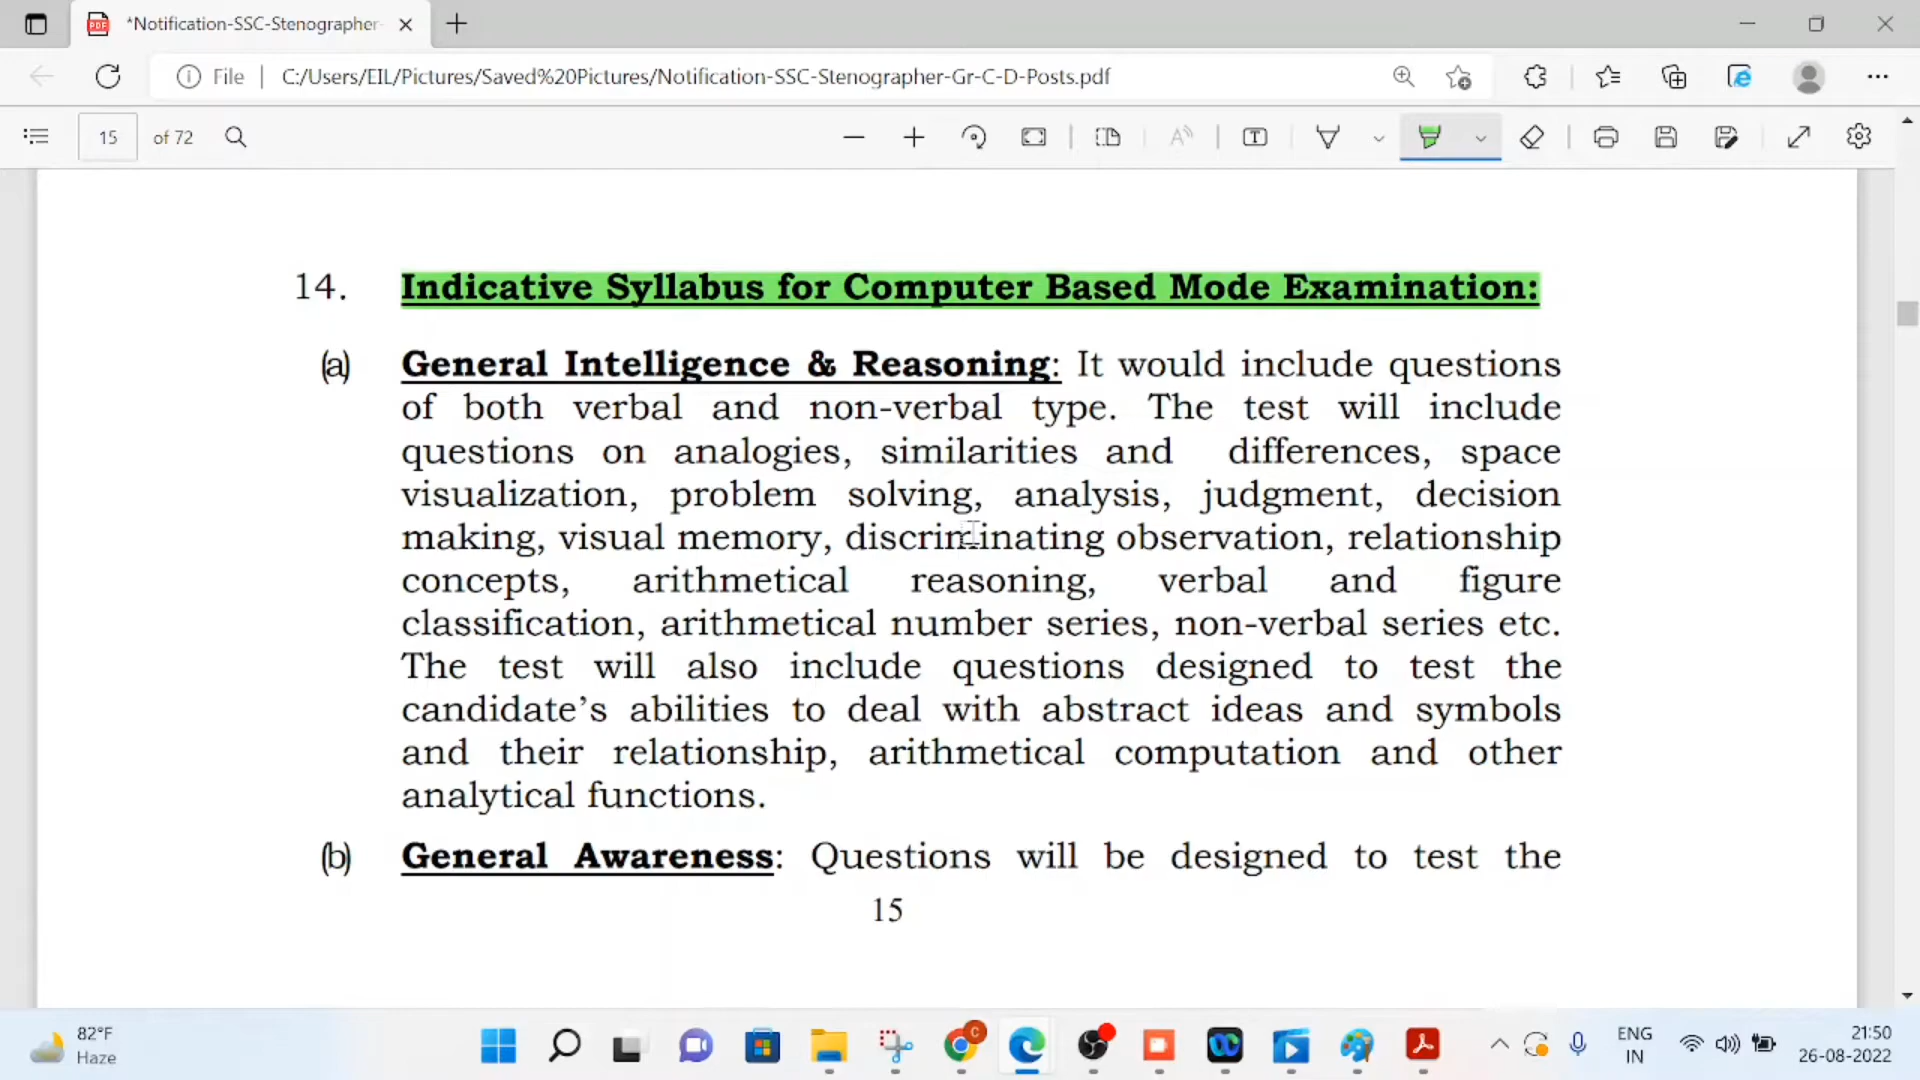 *Notification-SSC-Stenographer-
File
C:/Users/EIL/Pictures/Saved%20Pictures/Notification-SSC-Stenographer-Gr-C-D-Posts.pdf
15 of 72
14. Indicative Syllabus for Computer Based Mode Examination:
(a) General Intelligence & Reasoning: It would include questions
of both verbal and non-verbal type. The test will include
questions on analogies, similarities and differences, space
visualization, problem solving, analysis, judgment, decision
making, visual memory, discriminating observation, relationship
concepts, arithmetical reasoning, verbal and figure
classification, arithmetical number series, non-verbal series etc.
The test will also include questions designed to test the
candidate’s abilities to deal with abstract ideas and symbols
and their relationship, arithmetical computation and other
analytical functions.
(b) General Awareness: Questions will be designed to test the
15
82°F
Haze
ENG
IN
21:50
26-08-2022